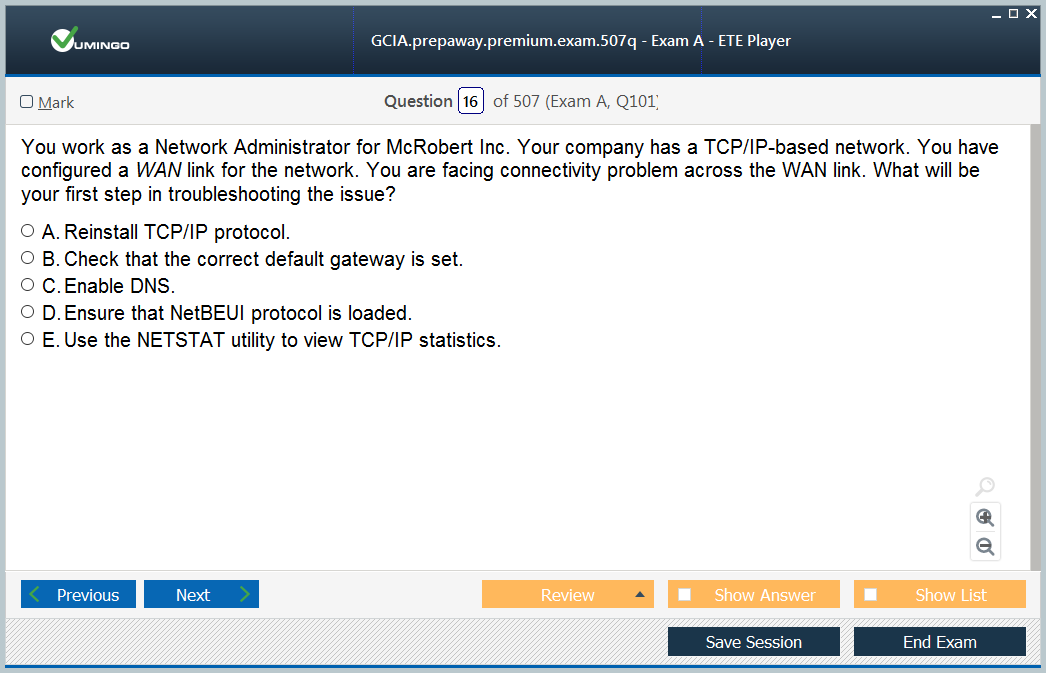 VUMINGO
GCIA.prepaway.premium.exam.507q - Exam A - ETE Player
Mark
Question 16 of 507 (Exam A, Q101)
You work as a Network Administrator for McRobert Inc. Your company has a TCP/IP-based network. You have
configured a WAN link for the network. You are facing connectivity problem across the WAN link. What will be
your first step in troubleshooting the issue?
A. Reinstall TCP/IP protocol.
B. Check that the correct default gateway is set.
C. Enable DNS.
D. Ensure that NetBEUI protocol is loaded.
E. Use the NETSTAT utility to view TCP/IP statistics.
Previous
Next
Review
Show Answer
Show List
Save Session
End Exam